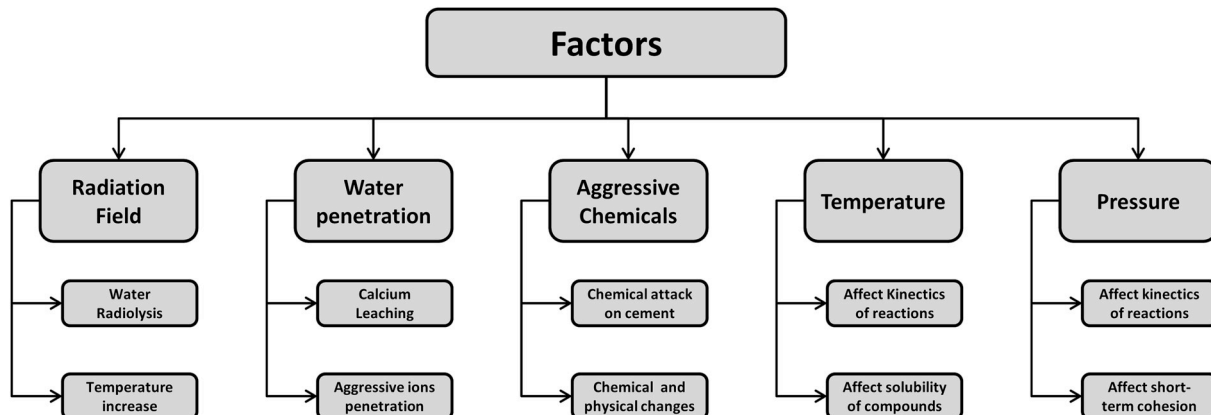 Factors
Radiation
Field
Water
penetration
Aggressive
Chemicals
Temperature
Pressure
Water
Radiolysis
Calcium
Leaching
Chemical attack
on cement
Affect Kinetics
of reactions
Affect kinetics
of reactions
Temperature
increase
Aggressive ions
penetration
Chemical and
physical changes
Affect solubility
of compounds
Affect short-
term cohesion